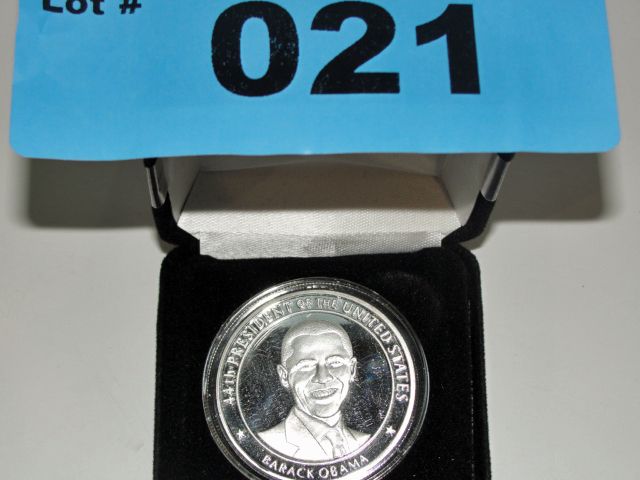 Lot #
021
44th PRESIDENT OF THE UNITED STATES
BARACK OBAMA